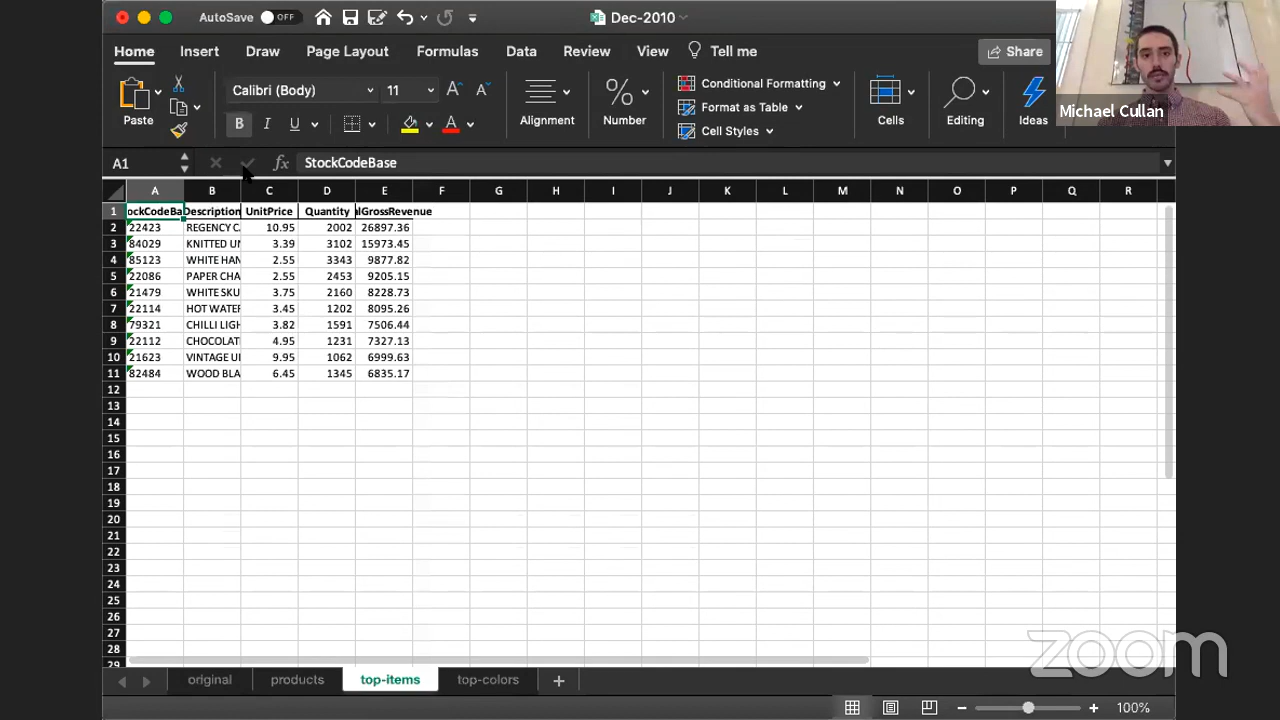 AutoSave OFF
Dec-2010
Home Insert Draw Page Layout Formulas Data Review View Tell me Share
Michael Cullan
Calibri (Body) 11 A A
Paste B I U A Alignment % Number Conditional Formatting Format as Table Cell Styles Cells Editing Ideas
A1 fx StockCodeBase
A B C D E F G H I J K L M N O P Q R
1 ockCodeBa Description UnitPrice Quantity lGrossRevenue
2 22423 REGENCY C 10.95 2002 26897.36
3 84029 KNITTED UN 3.39 3102 15973.45
4 85123 WHITE HAN 2.55 3343 9877.82
5 22086 PAPER CHA 2.55 2453 9205.15
6 21479 WHITE SKU 3.75 2160 8228.73
7 22114 HOT WATER 3.45 1202 8095.26
8 79321 CHILLI LIGH 3.82 1591 7506.44
9 22112 CHOCOLAT 4.95 1231 7327.13
10 21623 VINTAGE UI 9.95 1062 6999.63
11 82484 WOOD BLA 6.45 1345 6835.17
12
13
14
15
16
17
18
19
20
21
22
23
24
25
26
27
28
29
zoom
original products top-items top-colors +
100%